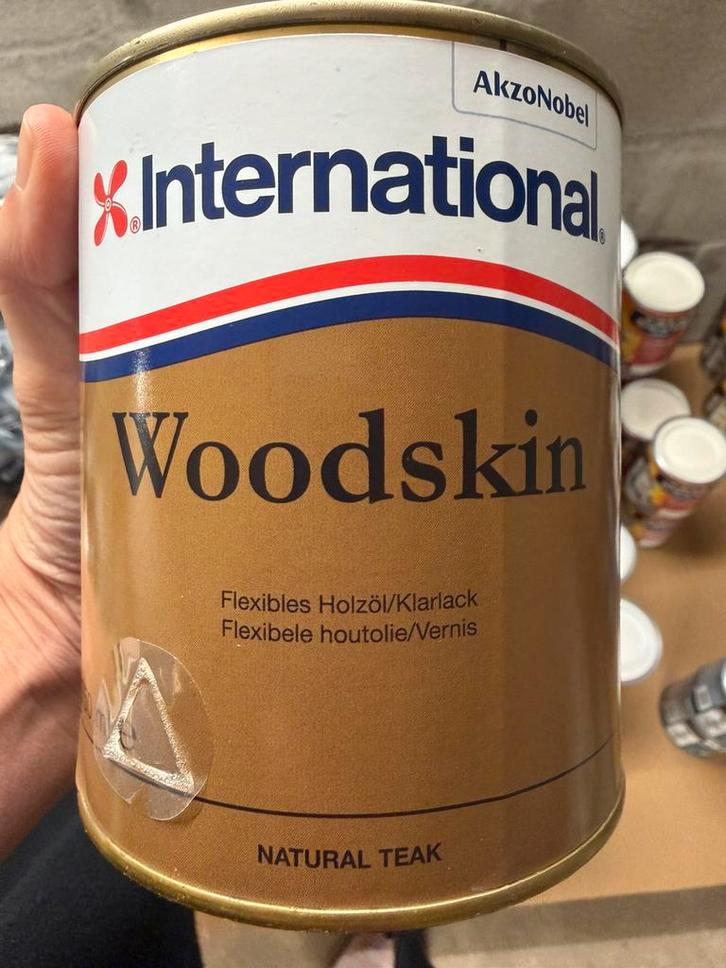 AkzoNobel
International®
Woodskin
Flexibles Holzöl/Klarlack
Flexibele houtolie/Vernis
NATURAL TEAK